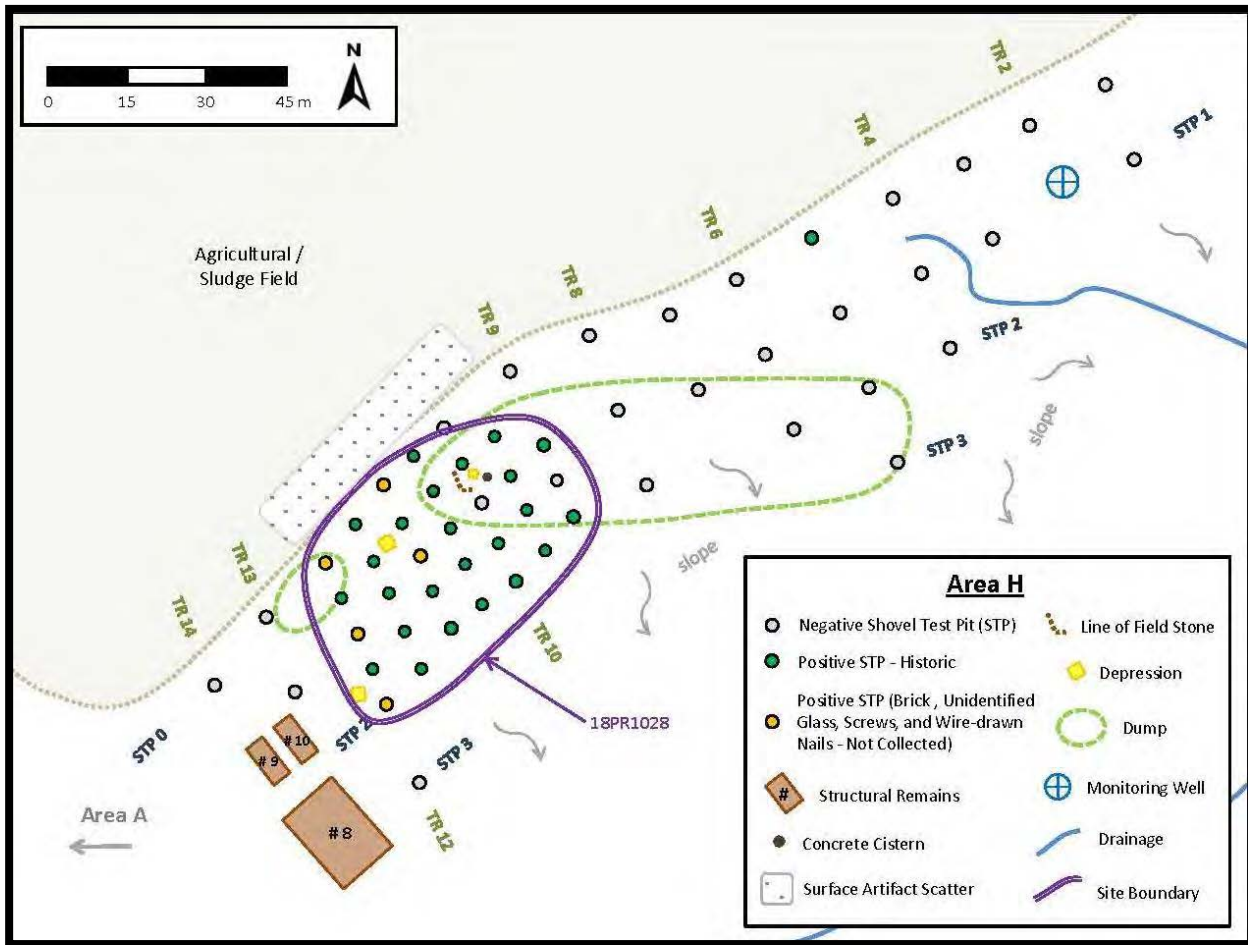 N
0 15 30 45 m
TR 2
STP 1
TR 4
TR 6
Agricultural /
Sludge Field
TR 8
TR 9
STP 2
slope
STP 3
slope
TR 13
TR 14
TR 10
18PR1028
STP 0
STP 2
STP 3
# 10
# 9
# 8
TR 12
Area A
Area H
Negative Shovel Test Pit (STP)
Positive STP - Historic
Positive STP (Brick , Unidentified
Glass, Screws, and Wire-drawn
Nails - Not Collected)
#
Structural Remains
Concrete Cistern
Surface Artifact Scatter
Line of Field Stone
Depression
Dump
Monitoring Well
Drainage
Site Boundary